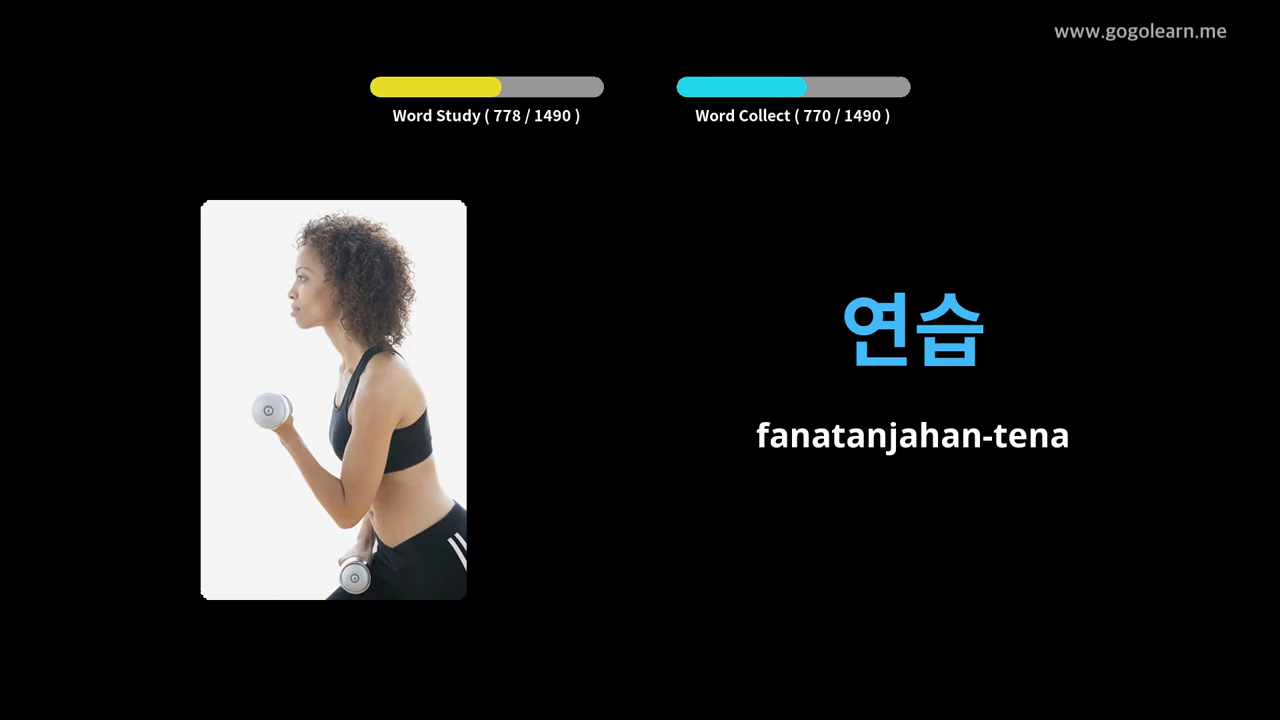 www.gogolearn.me
Word Study ( 778 / 1490 )
Word Collect ( 770 / 1490 )
연습
fanatanjahan-tena